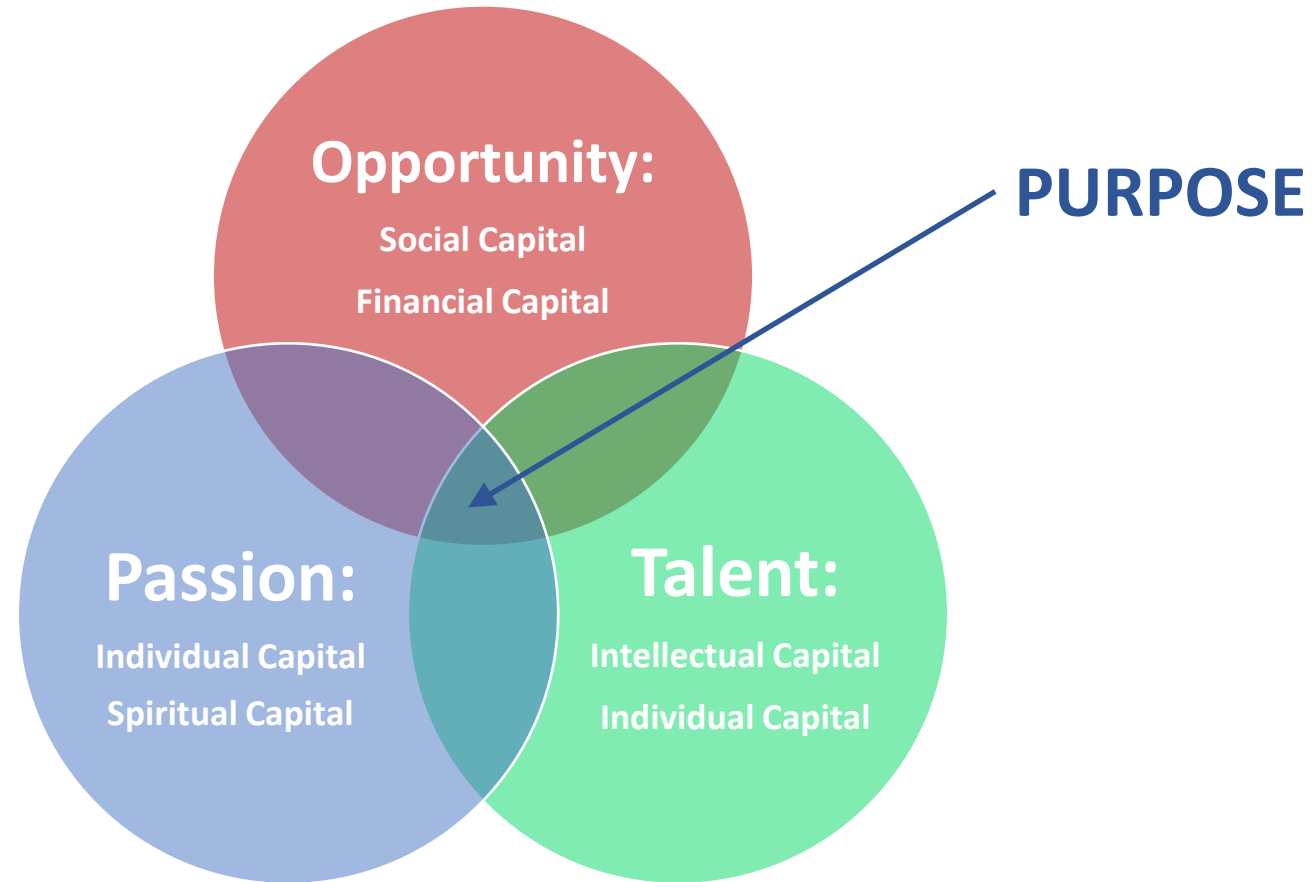 Opportunity:
Social Capital
Financial Capital
PURPOSE
Passion:
Individual Capital
Spiritual Capital
Talent:
Intellectual Capital
Individual Capital